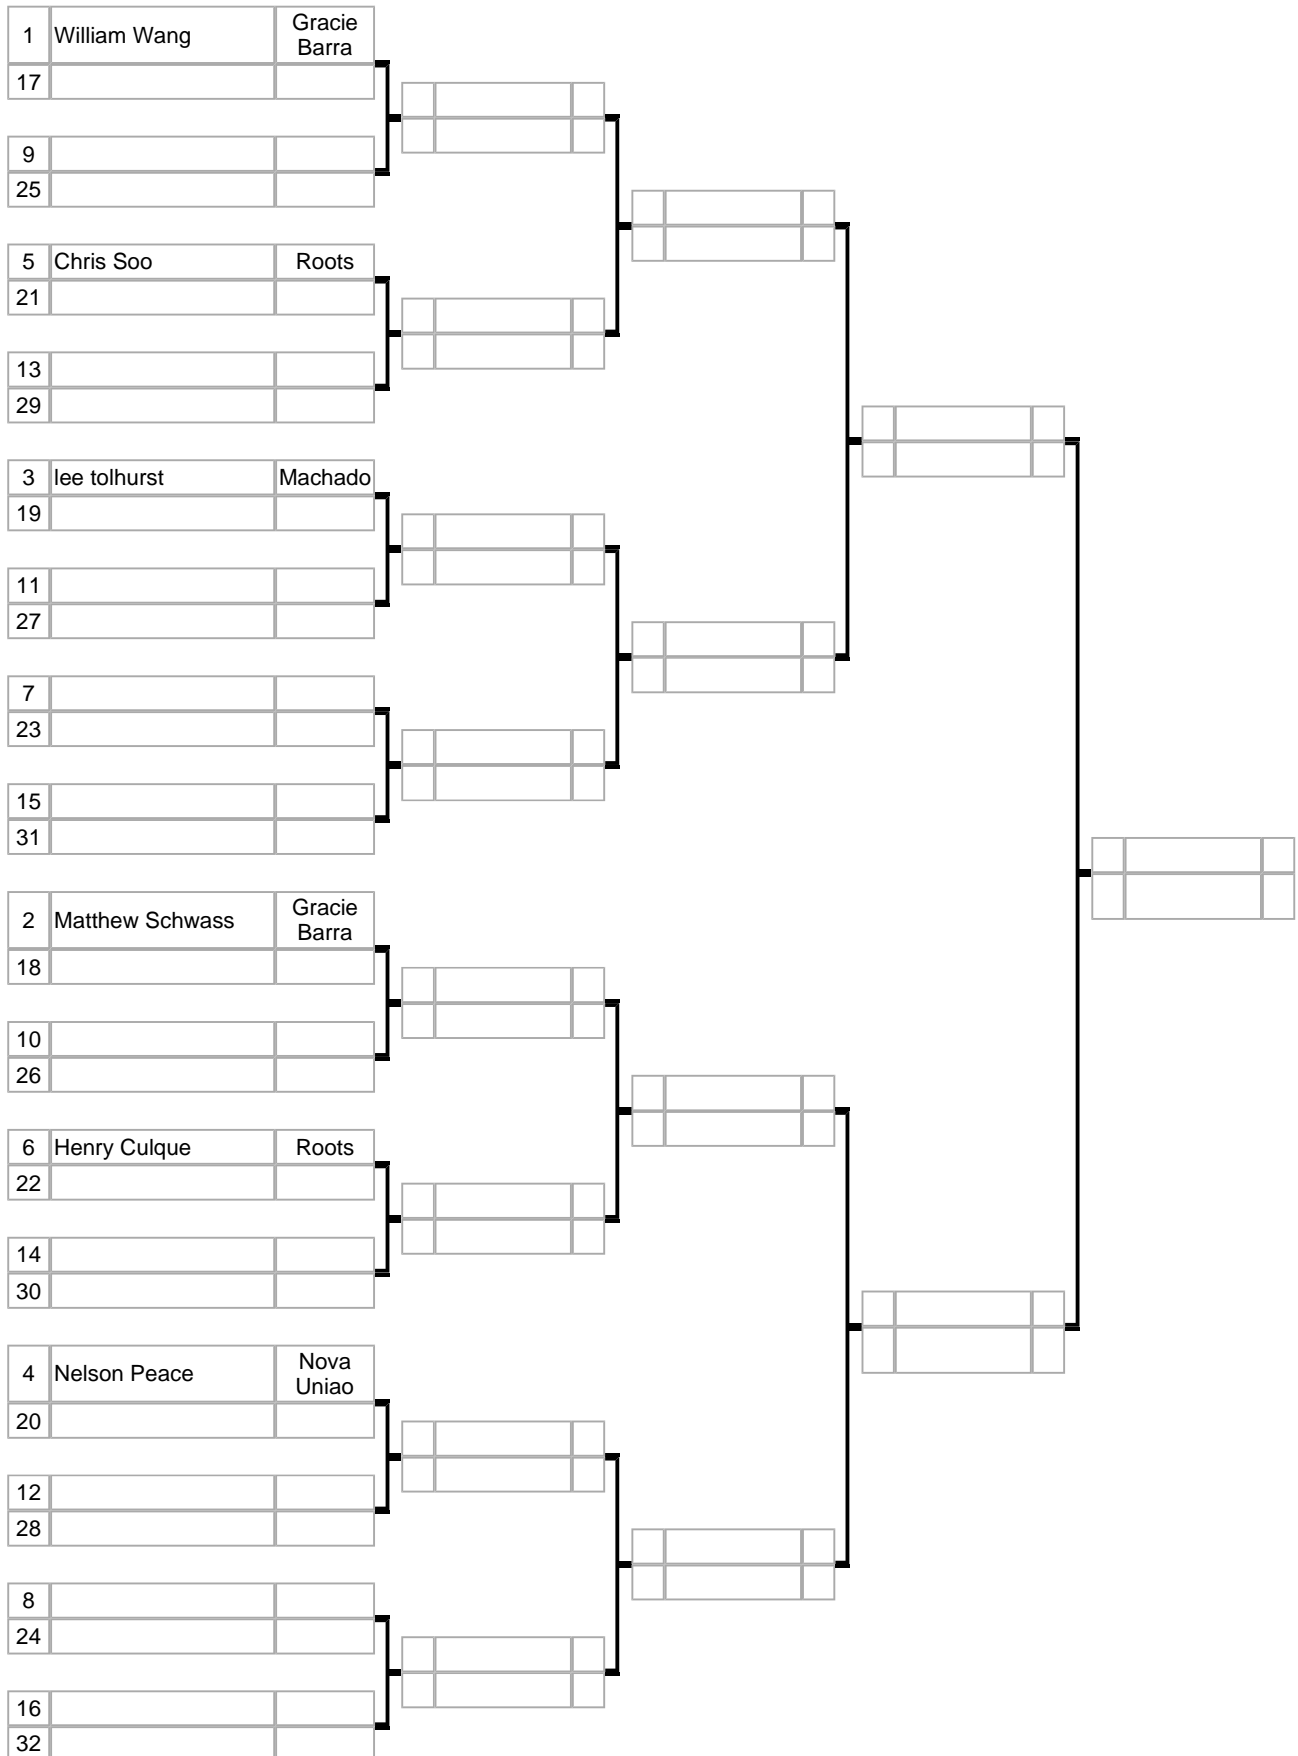 1 William Wang Gracie
Barra
17
9
25
5 Chris Soo Roots
21
13
29
3 lee tolhurst Machado
19
11
27
7
23
15
31
2 Matthew Schwass Gracie
Barra
18
10
26
6 Henry Culque Roots
22
14
30
4 Nelson Peace Nova
Uniao
20
12
28
8
24
16
32